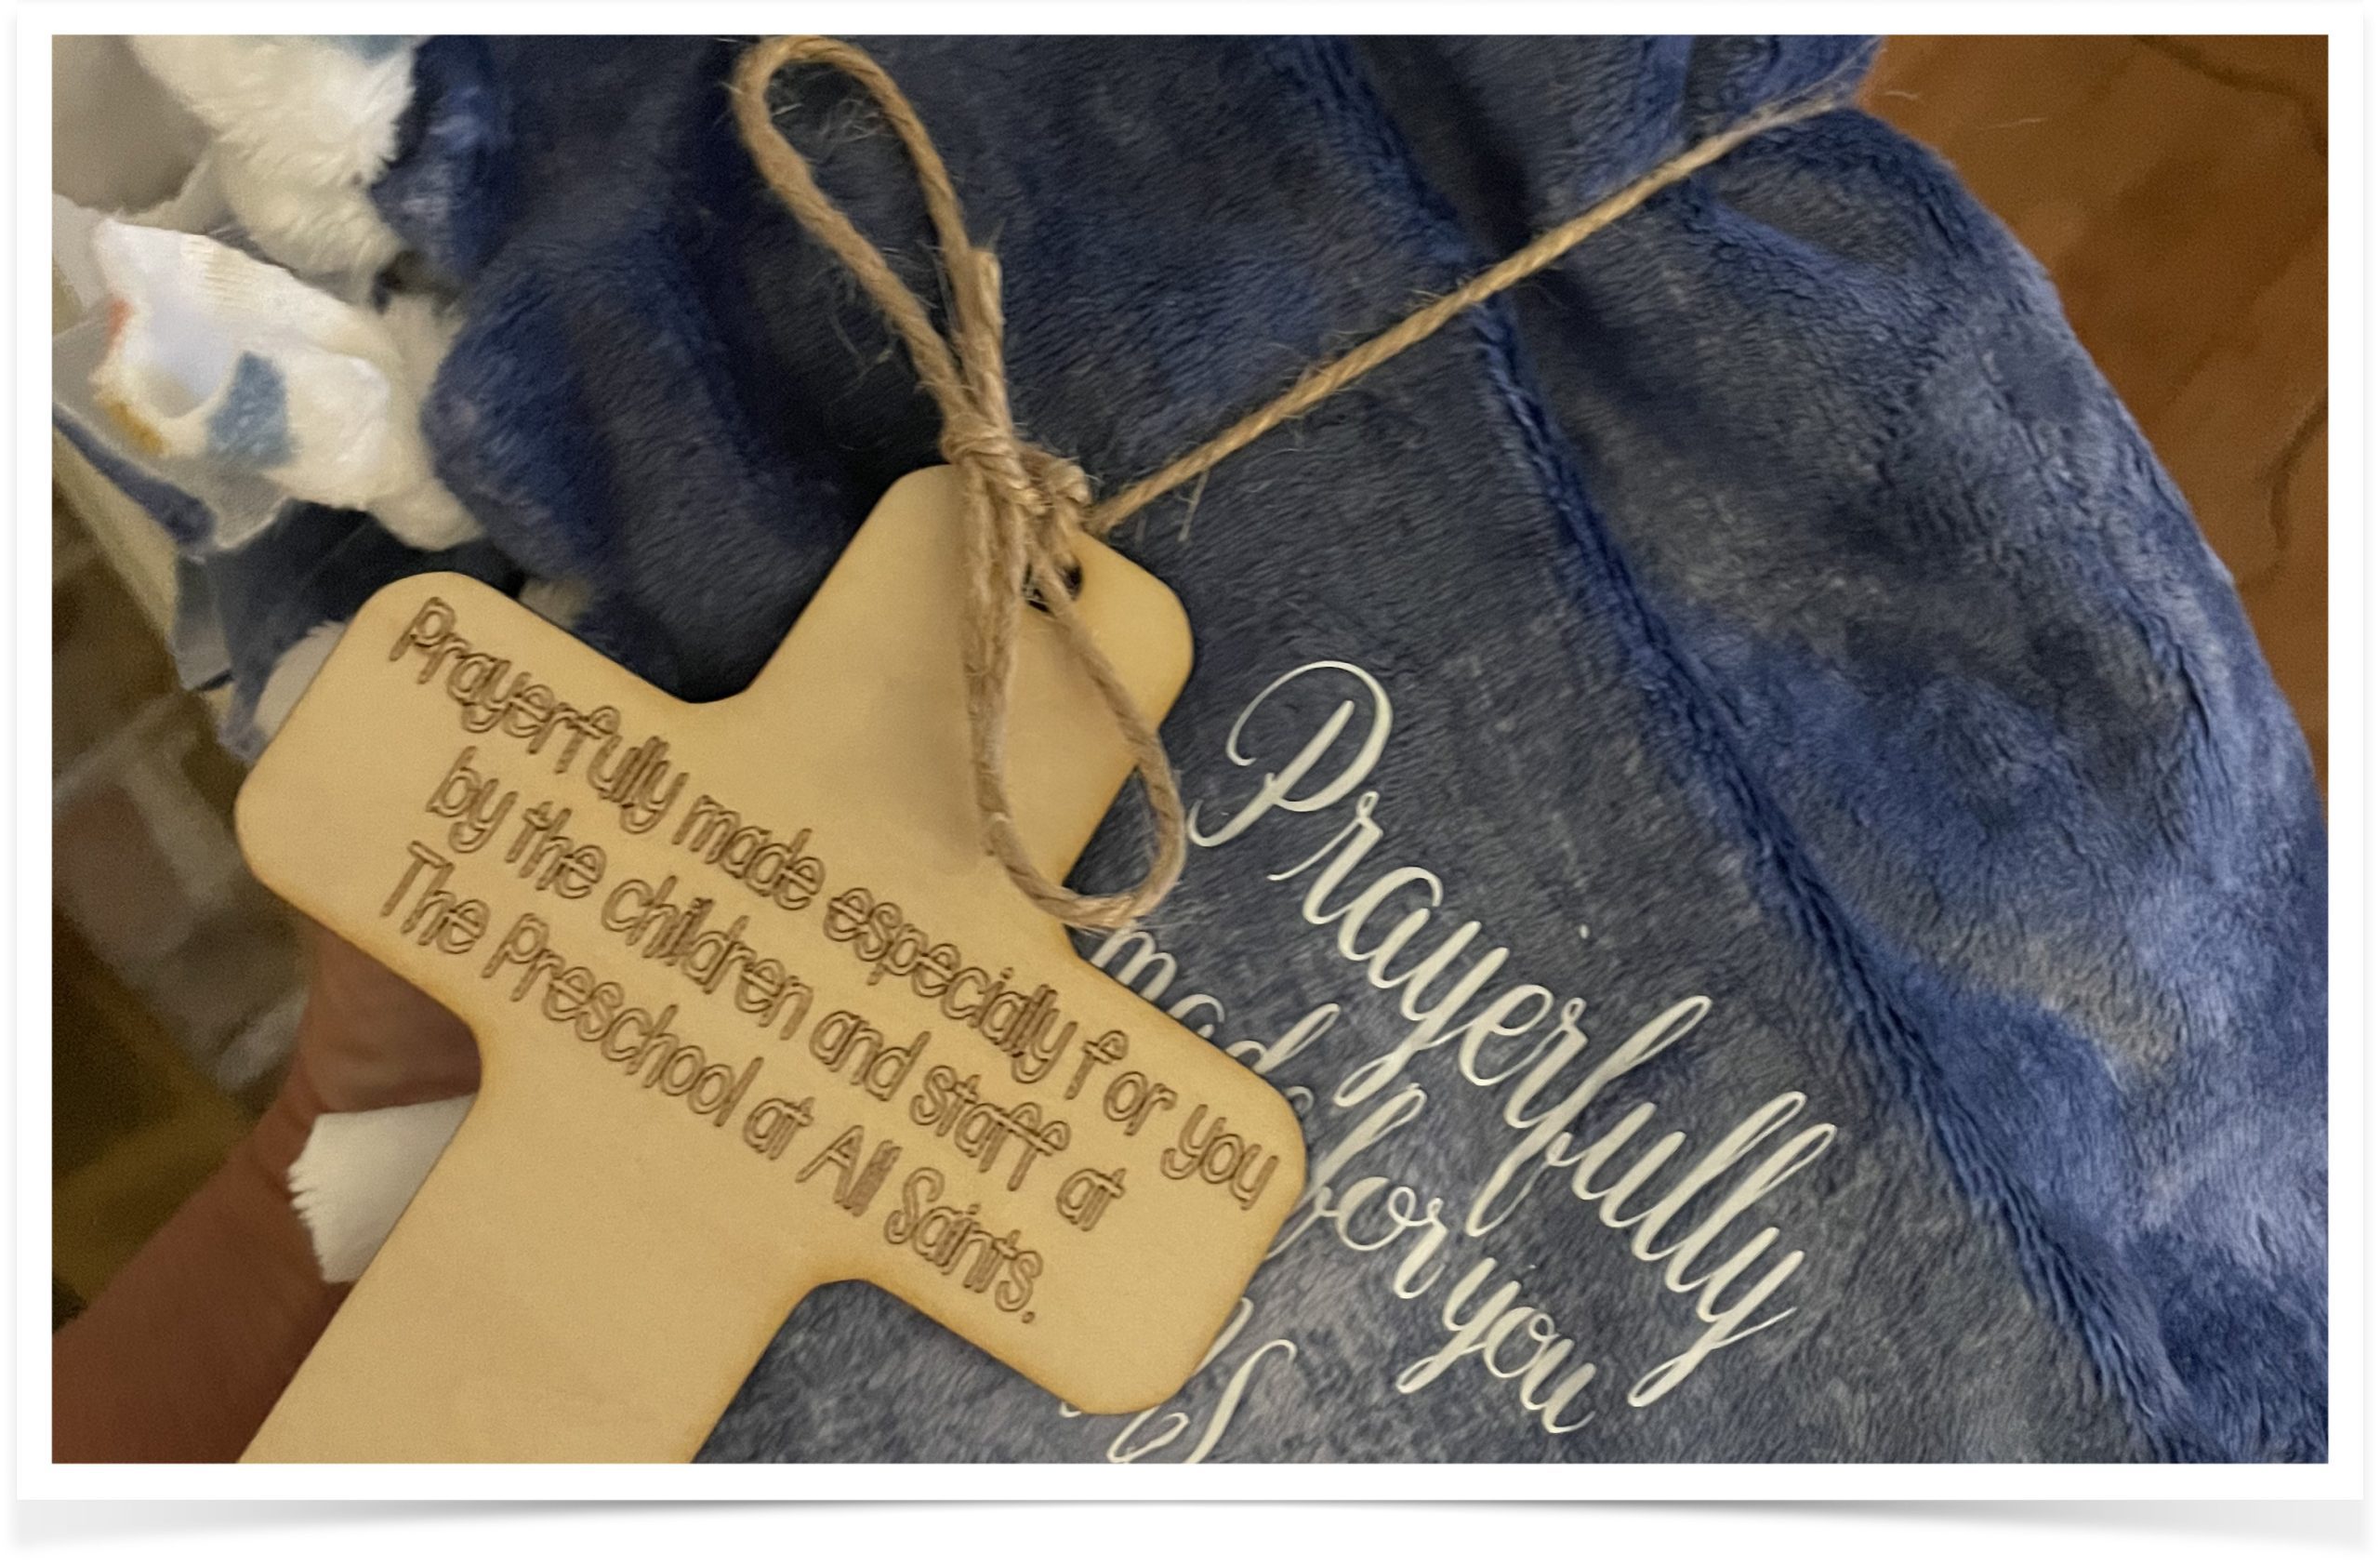 Prayerfully made especially for you
by the children and staff at
The Preschool at All Saints.
Prayerfully
made for you